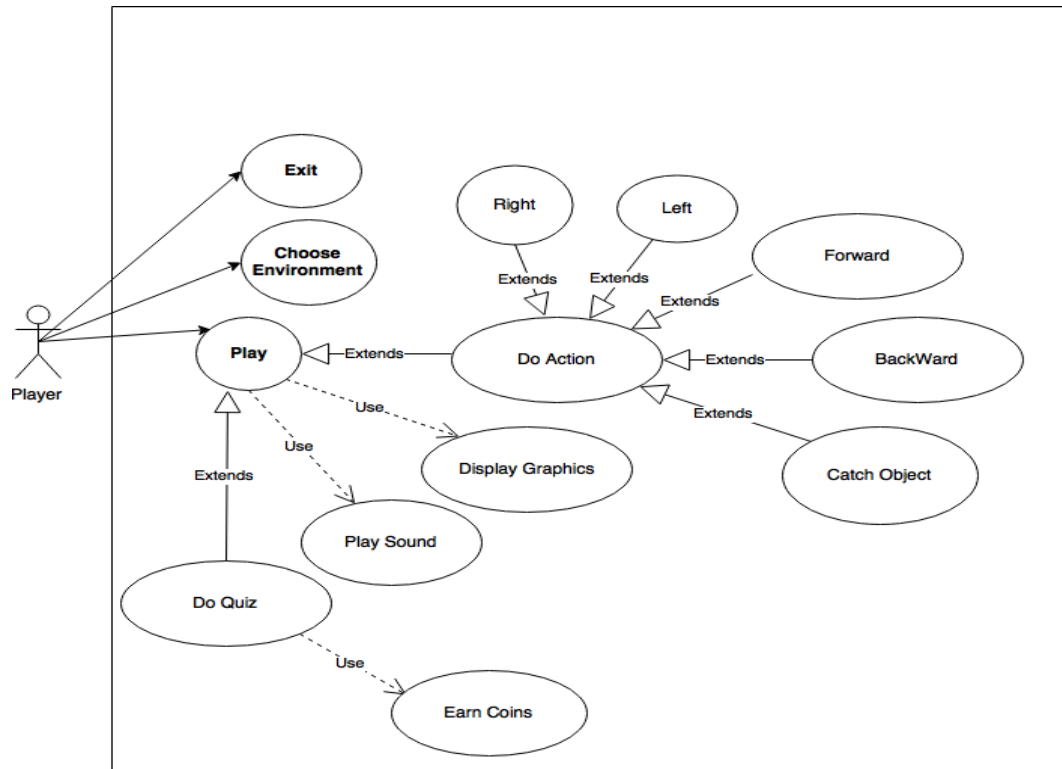 Exit
Right
Left
Choose
Environment
Forward
Extends
Extends
Extends
Player
Play
Extends
Do Action
Extends
BackWard
Use
Extends
Use
Display Graphics
Catch Object
Extends
Play Sound
Do Quiz
Use
Earn Coins